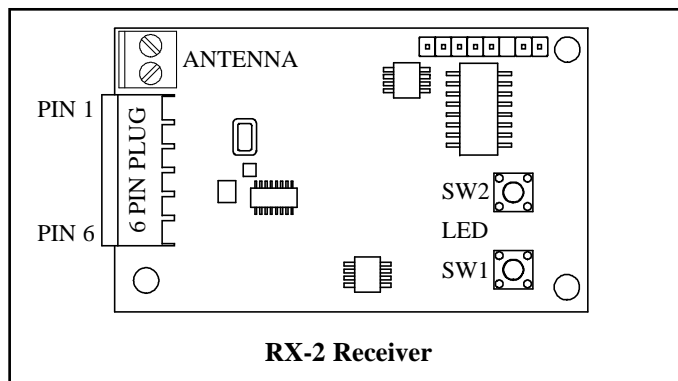 ANTENNA
PIN 1
6 PIN PLUG
SW2
PIN 6
LED
SW1
RX-2 Receiver